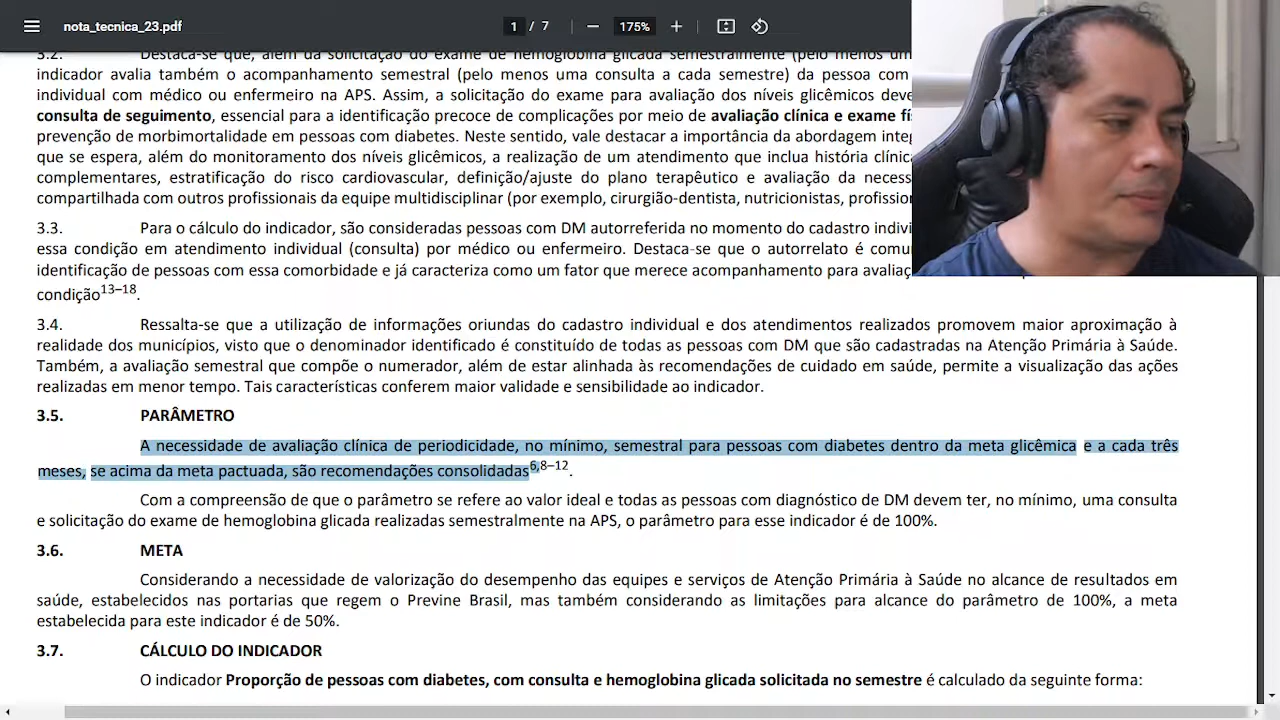 nota_tecnica_23.pdf
1 / 7
175%
3.2. Destaca-se que, além da solicitação do exame de hemoglobina glicada semestralmente (pelo menos um
indicador avalia também o acompanhamento semestral (pelo menos uma consulta a cada semestre) da pessoa com
individual com médico ou enfermeiro na APS. Assim, a solicitação do exame para avaliação dos níveis glicêmicos deve
consulta de seguimento, essencial para a identificação precoce de complicações por meio de avaliação clínica e exame
prevenção de morbimortalidade em pessoas com diabetes. Neste sentido, vale destacar a importância da abordagem
que se espera, além do monitoramento dos níveis glicêmicos, a realização de um atendimento que inclua história
complementares, estratificação do risco cardiovascular, definição/ajuste do plano terapêutico e avaliação da
compartilhada com outros profissionais da equipe multidisciplinar (por exemplo, cirurgião-dentista, nutricionistas,
3.3. Para o cálculo do indicador, são consideradas pessoas com DM autorreferida no momento do cadastro
essa condição em atendimento individual (consulta) por médico ou enfermeiro. Destaca-se que o autorrelato é
identificação de pessoas com essa comorbidade e já caracteriza como um fator que merece acompanhamento para
condição13–18.
3.4. Ressalta-se que a utilização de informações oriundas do cadastro individual e dos atendimentos realizados promovem maior aproximação à
realidade dos municípios, visto que o denominador identificado é constituído de todas as pessoas com DM que são cadastradas na Atenção Primária à Saúde.
Também, a avaliação semestral que compõe o numerador, além de estar alinhada às recomendações de cuidado em saúde, permite a visualização das ações
realizadas em menor tempo. Tais características conferem maior validade e sensibilidade ao indicador.
3.5. PARÂMETRO
A necessidade de avaliação clínica de periodicidade, no mínimo, semestral para pessoas com diabetes dentro da meta glicêmica e a cada três
meses, se acima da meta pactuada, são recomendações consolidadas6,8–12.
Com a compreensão de que o parâmetro se refere ao valor ideal e todas as pessoas com diagnóstico de DM devem ter, no mínimo, uma consulta
e solicitação do exame de hemoglobina glicada realizadas semestralmente na APS, o parâmetro para esse indicador é de 100%.
3.6. META
Considerando a necessidade de valorização do desempenho das equipes e serviços de Atenção Primária à Saúde no alcance de resultados em
saúde, estabelecidos nas portarias que regem o Previne Brasil, mas também considerando as limitações para alcance do parâmetro de 100%, a meta
estabelecida para este indicador é de 50%.
3.7. CÁLCULO DO INDICADOR
O indicador Proporção de pessoas com diabetes, com consulta e hemoglobina glicada solicitada no semestre é calculado da seguinte forma: